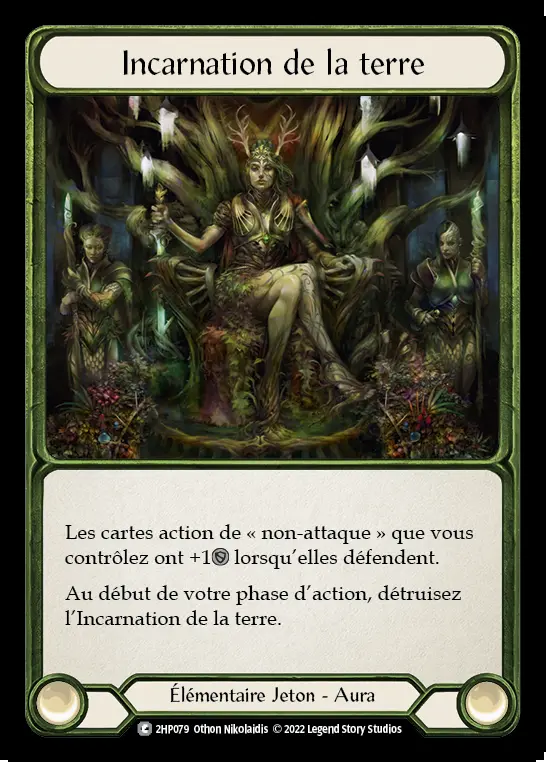 Incarnation de la terre
Les cartes action de « non-attaque » que vous
contrôlez ont +1 lorsqu'elles défendent.
Au début de votre phase d'action, détruisez
l'Incarnation de la terre.
Élémentaire Jeton - Aura
C 2HP079 Othon Nikolaidis © 2022 Legend Story Studios